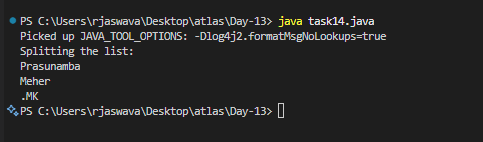 PS C:\Users\rjaswava\Desktop\atlas\Day-13> java task14.java
Picked up JAVA_TOOL_OPTIONS: -Dlog4j2.formatMsgNoLookups=true
Splitting the list:
Prasunamba
Meher
.MK
PS C:\Users\rjaswava\Desktop\atlas\Day-13>